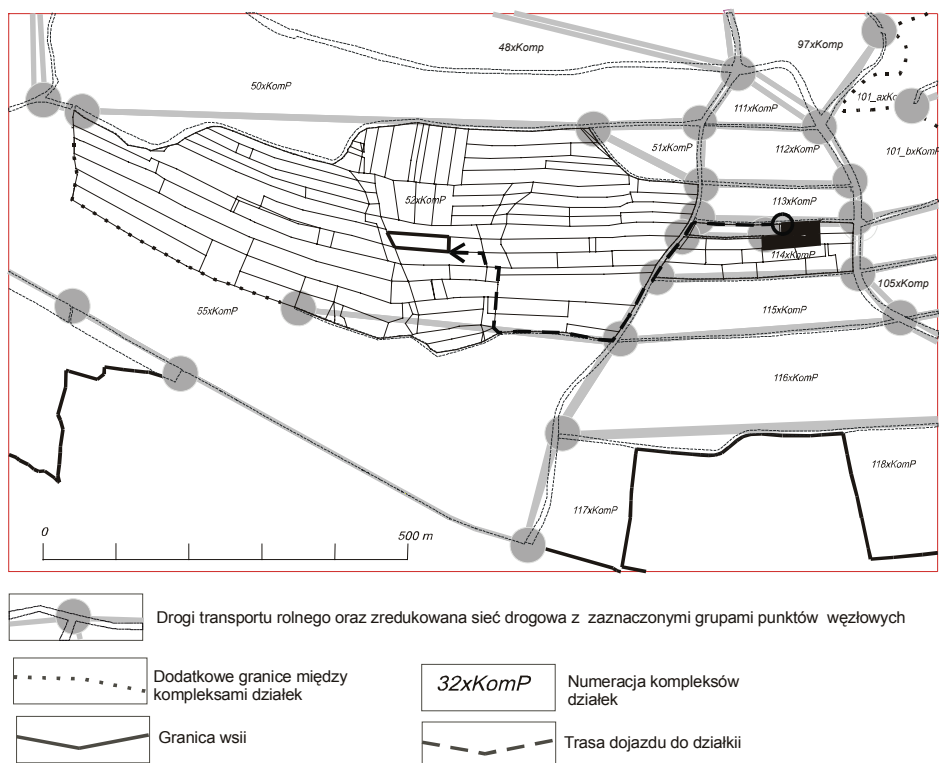 48xKomp
97xKomp
50xKomP
101_axKo
111xKomP
51xKomP
112xKomP
101_bxKomP
52xKomP
113xKomP
114xKomP
105xKomp
55xKomP
115xKomP
116xKomP
118xKomP
117xKomP
0 500 m
Drogi transportu rolnego oraz zredukowana sieć drogowa z zaznaczonymi grupami punktów węzłowych
Dodatkowe granice między
kompleksami działek
32xKomP
Numeracja kompleksów
działek
Granica wsii
Trasa dojazdu do działkii